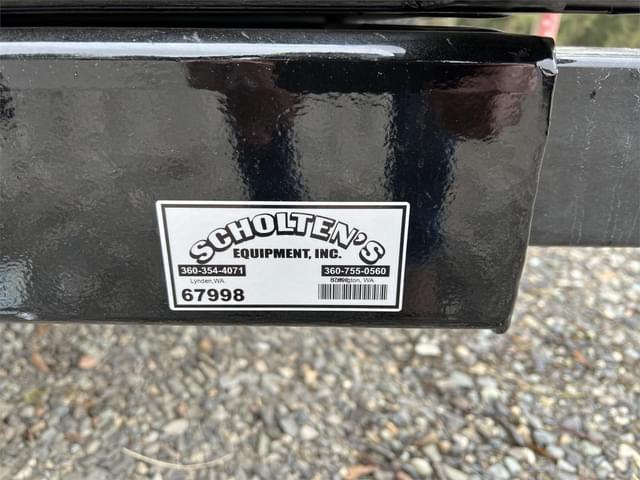 SCHOLTEN'S
EQUIPMENT, INC.
360-354-4071 360-755-0560
Lynden, WA. WA
67998